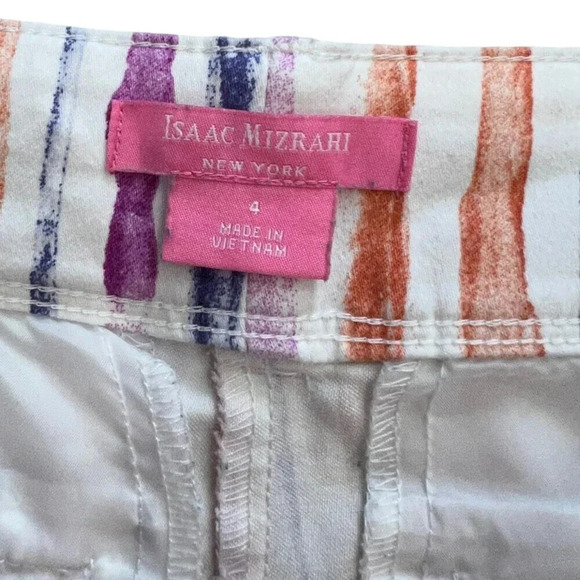 ISAAC MIZRAHI
NEW YORK
4
MADE IN
VIETNAM